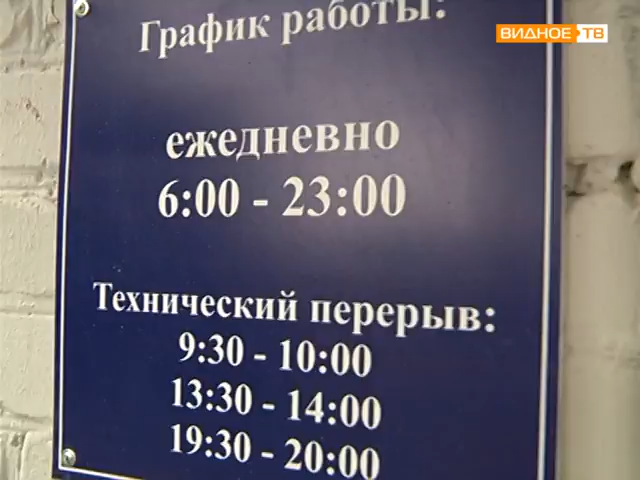 ВИДНОЕ ТВ
График работы:
ежедневно
6:00 - 23:00
Технический перерыв:
9:30 - 10:00
13:30 - 14:00
19:30 - 20:00